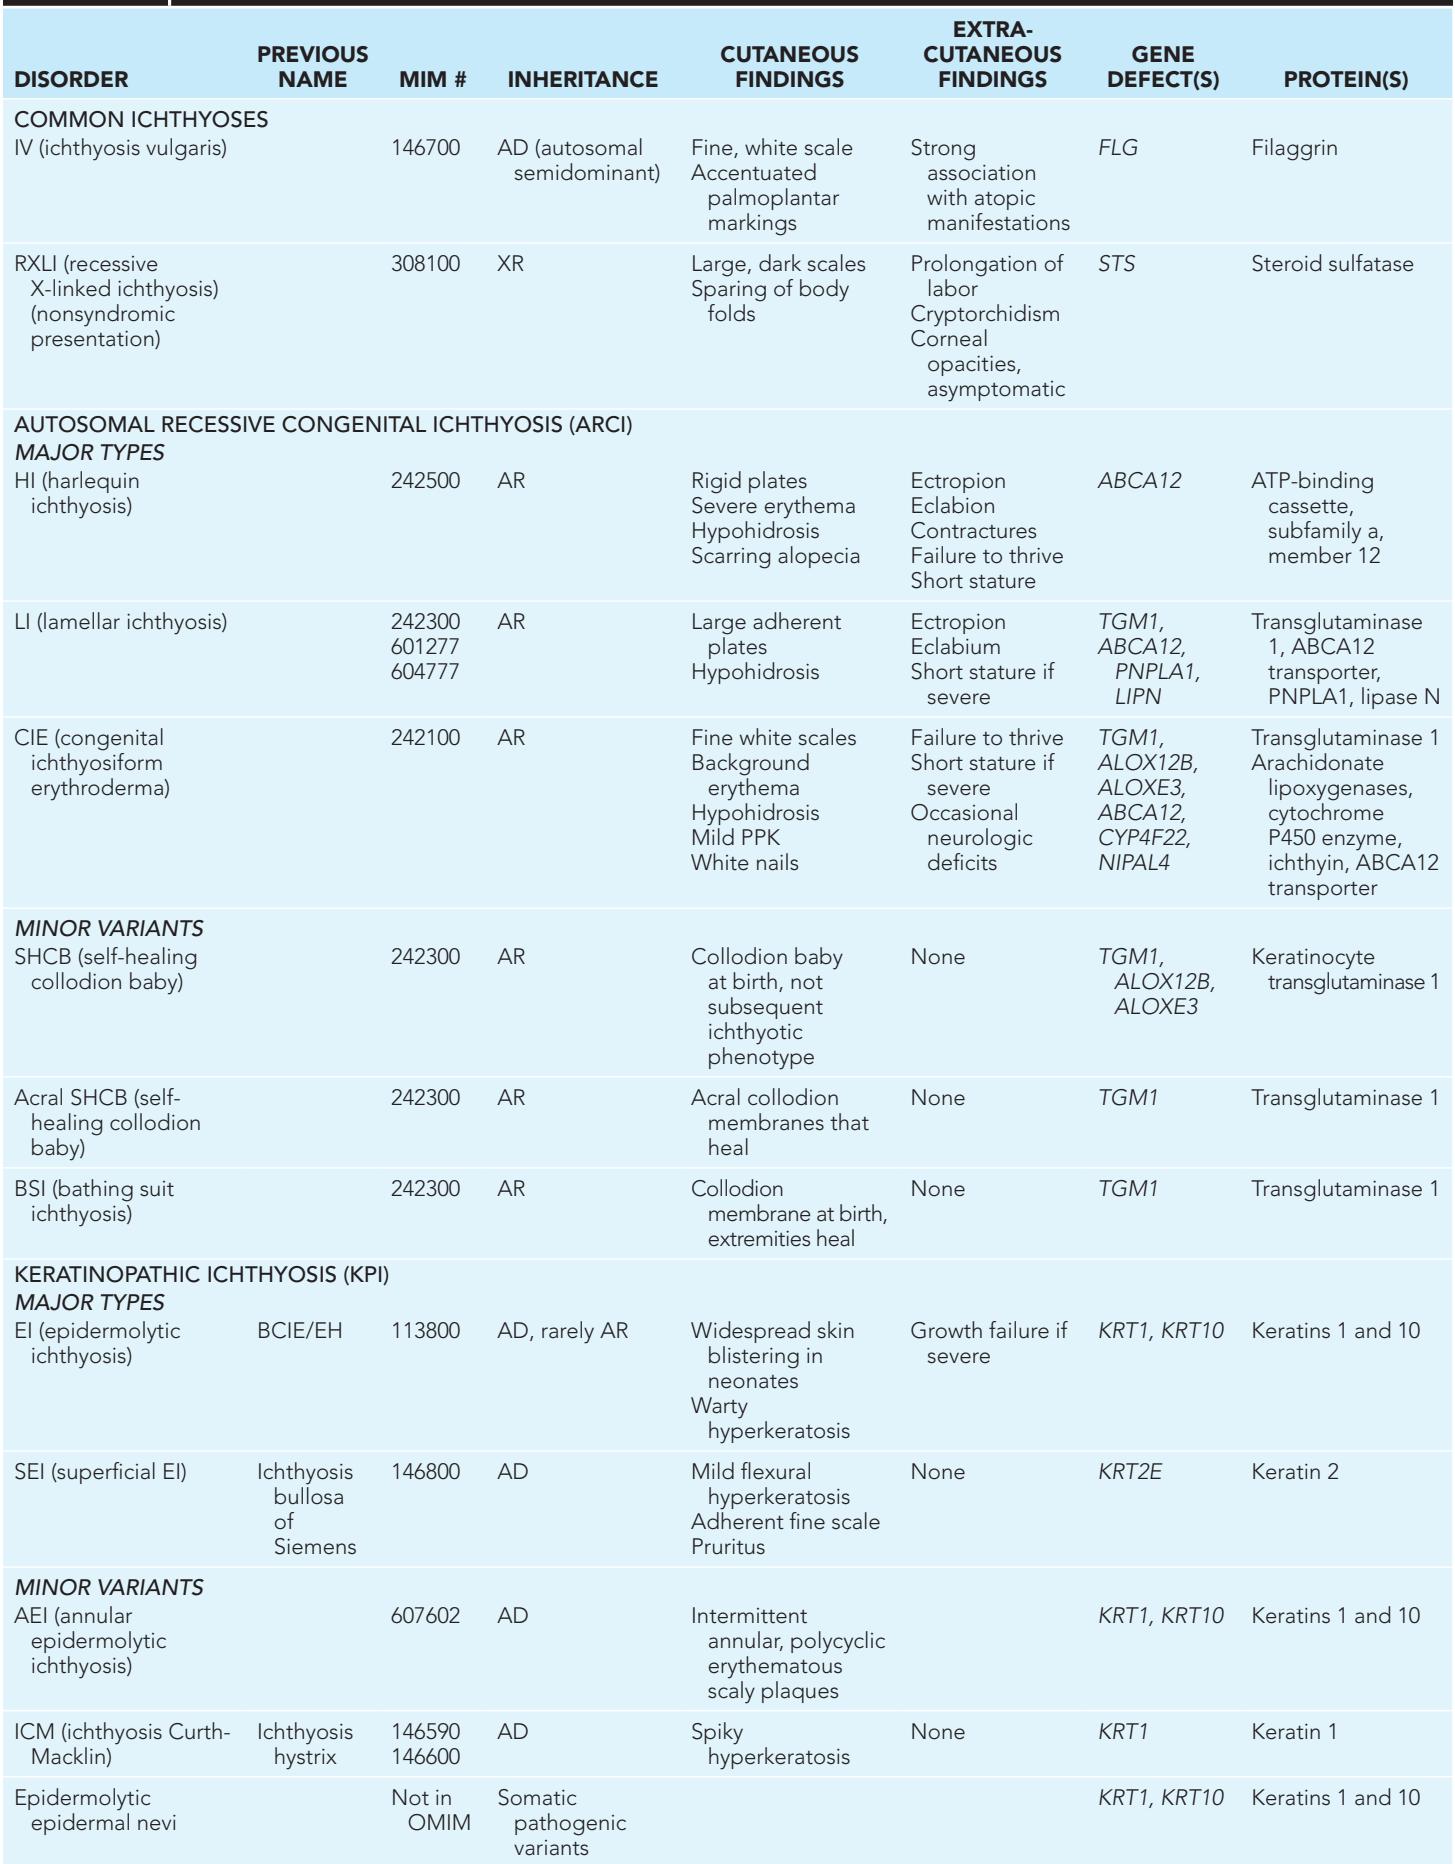 DISORDER PREVIOUS NAME MIM # INHERITANCE CUTANEOUS FINDINGS EXTRA-CUTANEOUS FINDINGS GENE DEFECT(S) PROTEIN(S)
COMMON ICHTHYOSES
IV (ichthyosis vulgaris) 146700 AD (autosomal Fine, white scale Strong FLG Filaggrin
semidominant) Accentuated association
palmoplantar with atopic
markings manifestations
RXLI (recessive 308100 XR Large, dark scales Prolongation of STS Steroid sulfatase
X-linked ichthyosis) Sparing of body labor
(nonsyndromic folds Cryptorchidism
presentation) Corneal
opacities,
asymptomatic
AUTOSOMAL RECESSIVE CONGENITAL ICHTHYOSIS (ARCI)
MAJOR TYPES
HI (harlequin 242500 AR Rigid plates Ectropion ABCA12 ATP-binding
ichthyosis) Severe erythema Eclabion cassette,
Hypohidrosis Contractures subfamily a,
Scarring alopecia Failure to thrive member 12
Short stature
LI (lamellar ichthyosis) 242300 AR Large adherent Ectropion TGM1, Transglutaminase
601277 plates Eclabium ABCA12, 1, ABCA12
604777 Hypohidrosis Short stature if PNPLA1, transporter,
severe LIPN PNPLA1, lipase N
CIE (congenital 242100 AR Fine white scales Failure to thrive TGM1, Transglutaminase 1
ichthyosiform Background Short stature if ALOX12B, Arachidonate
erythroderma) erythema severe ALOXE3, lipoxygenases,
Hypohidrosis Occasional ABCA12, cytochrome
Mild PPK neurologic CYP4F22, P450 enzyme,
White nails deficits NIPAL4 ichthyin, ABCA12
transporter
MINOR VARIANTS
SHCB (self-healing 242300 AR Collodion baby None TGM1, Keratinocyte
collodion baby) at birth, not ALOX12B, transglutaminase 1
subsequent ALOXE3
ichthyotic
phenotype
Acral SHCB (self- 242300 AR Acral collodion None TGM1 Transglutaminase 1
healing collodion membranes that
baby) heal
BSI (bathing suit 242300 AR Collodion None TGM1 Transglutaminase 1
ichthyosis) membrane at birth,
extremities heal
KERATINOPATHIC ICHTHYOSIS (KPI)
MAJOR TYPES
EI (epidermolytic BCIE/EH 113800 AD, rarely AR Widespread skin Growth failure if KRT1, KRT10 Keratins 1 and 10
ichthyosis) blistering in severe
neonates
Warty
hyperkeratosis
SEI (superficial EI) Ichthyosis 146800 AD Mild flexural None KRT2E Keratin 2
bullosa hyperkeratosis
of Adherent fine scale
Siemens Pruritus
MINOR VARIANTS
AEI (annular 607602 AD Intermittent KRT1, KRT10 Keratins 1 and 10
epidermolytic annular, polycyclic
ichthyosis) erythematous
scaly plaques
ICM (ichthyosis Curth- Ichthyosis 146590 AD Spiky None KRT1 Keratin 1
Macklin) hystrix 146600 hyperkeratosis
Epidermolytic Not in Somatic KRT1, KRT10 Keratins 1 and 10
epidermal nevi OMIM pathogenic
variants